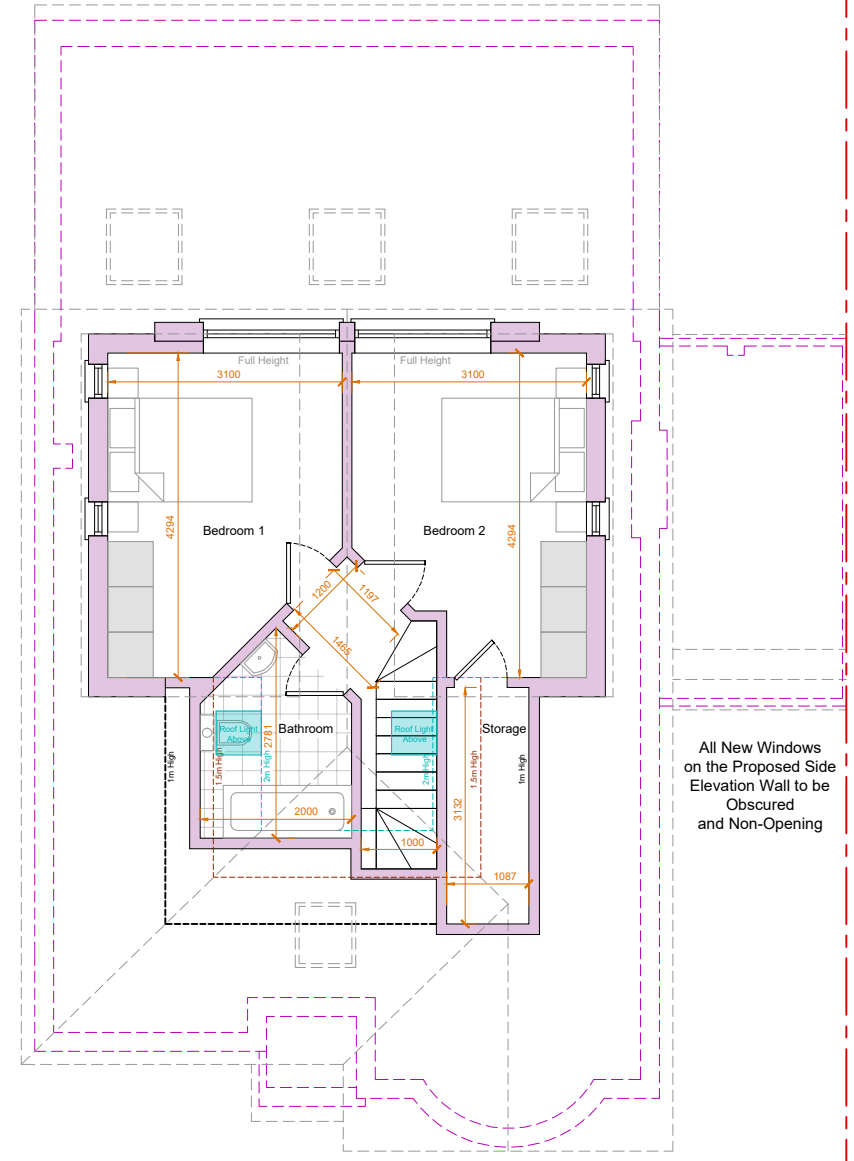 Full Height
Full Height
3100
3100
4294
4294
Bedroom 1
Bedroom 2
1200
1197
1465
Roof Light
Above
Bathroom
2781
Roof Light
Above
Storage
1m High
1.5m High
2m High
2m High
1.5m High
1m High
2000
1000
3132
1087
All New Windows
on the Proposed Side
Elevation Wall to be
Obscured
and Non-Opening